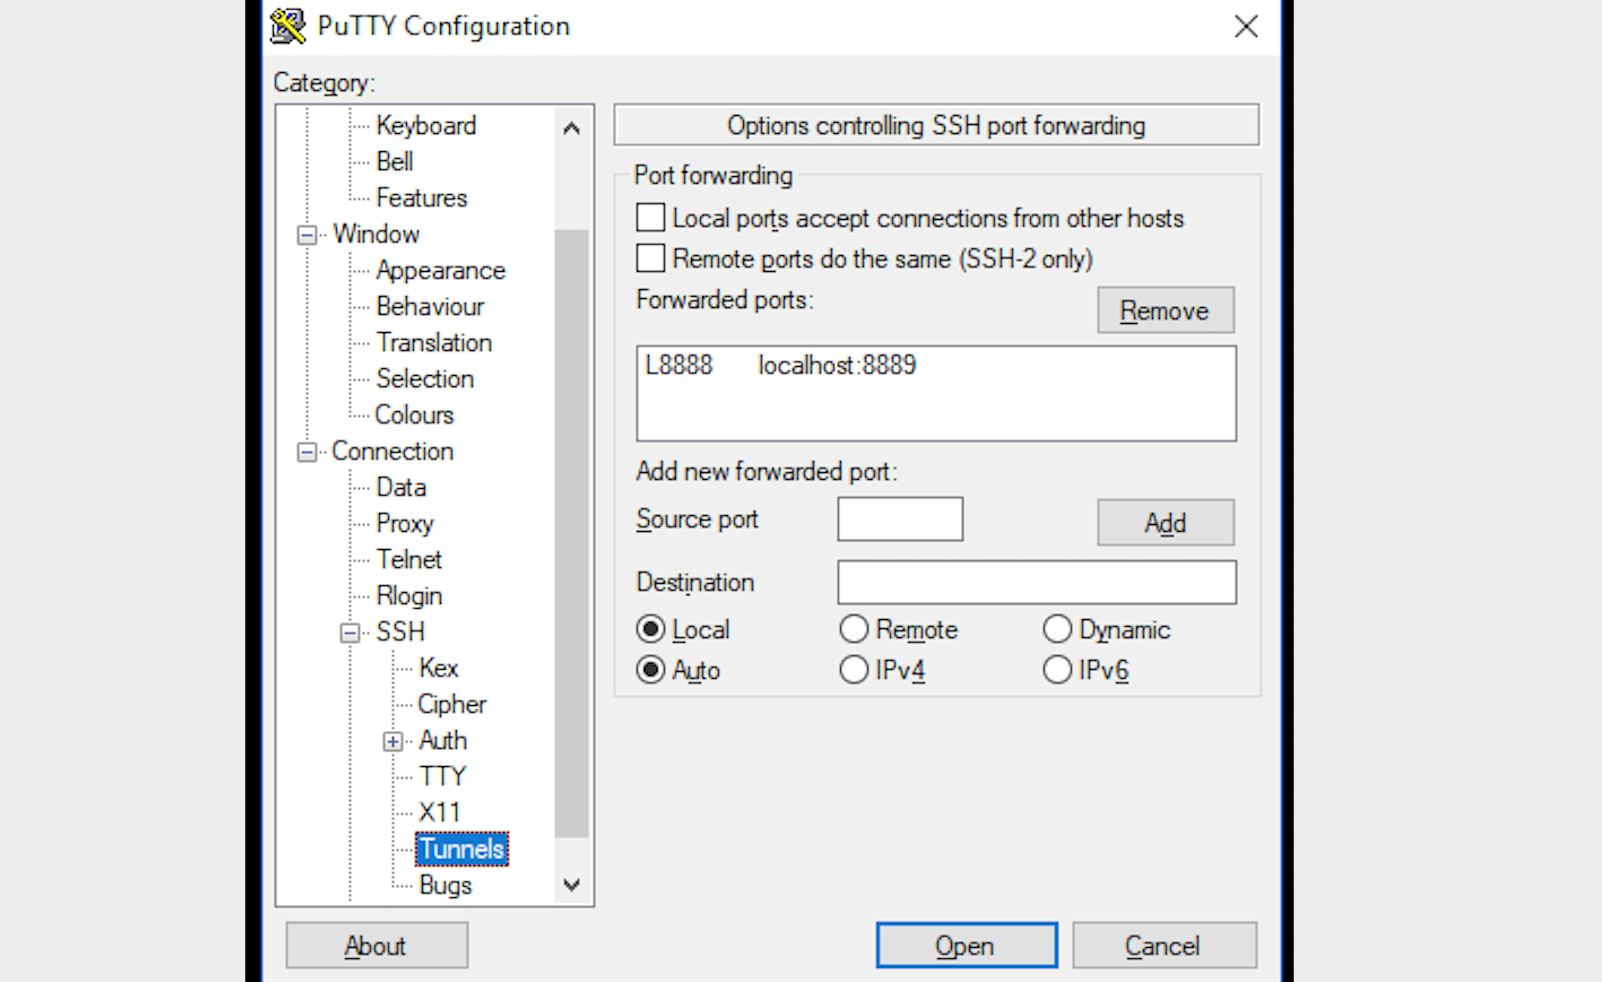 PuTTY Configuration
Category:
Keyboard
Bell
Features
Window
Appearance
Behaviour
Translation
Selection
Colours
Connection
Data
Proxy
Telnet
Rlogin
SSH
Kex
Cipher
Auth
TTY
X11
Tunnels
Bugs
Options controlling SSH port forwarding
Port forwarding
Local ports accept connections from other hosts
Remote ports do the same (SSH-2 only)
Forwarded ports:
Remove
L8888 localhost:8889
Add new forwarded port:
Source port
Add
Destination
Local Remote Dynamic
Auto IPv4 IPv6
About
Open
Cancel